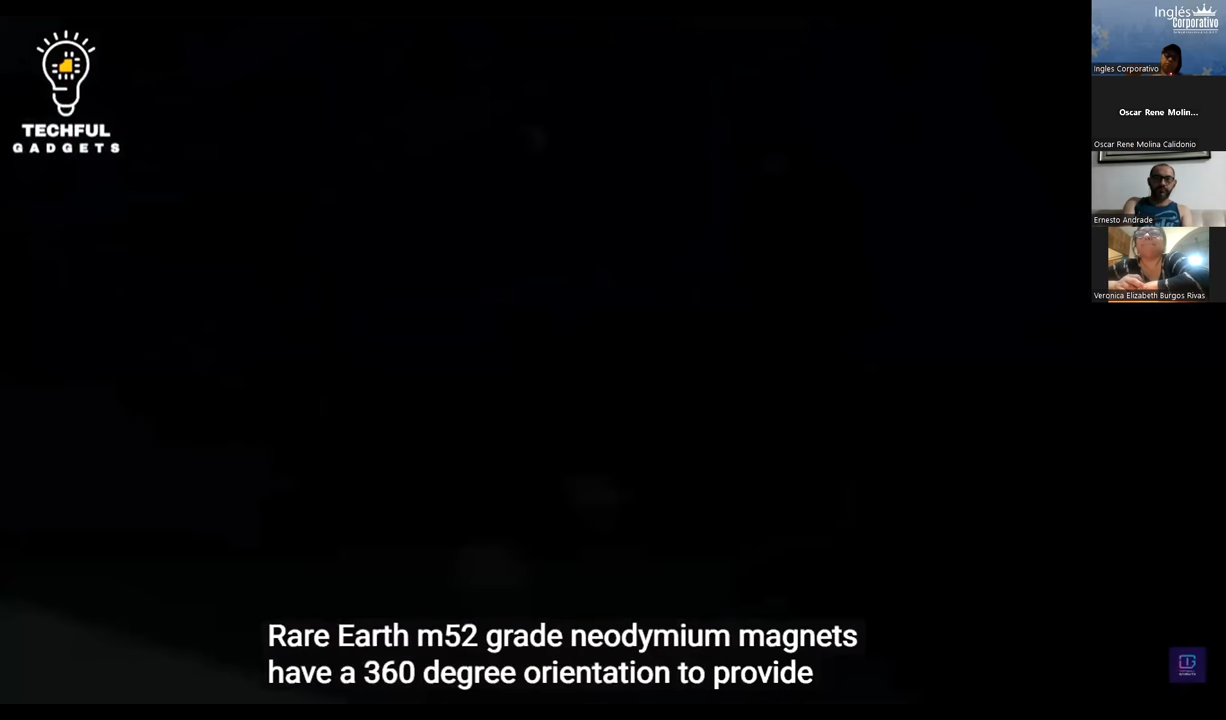 TECHFUL
GADGETS
Inglés
Corporativo
Ingles Corporativo
Oscar Rene Molin...
Oscar Rene Molina Calidonio
Ernesto Andrade
Veronica Elizabeth Burgos Rivas
Rare Earth m52 grade neodymium magnets
have a 360 degree orientation to provide